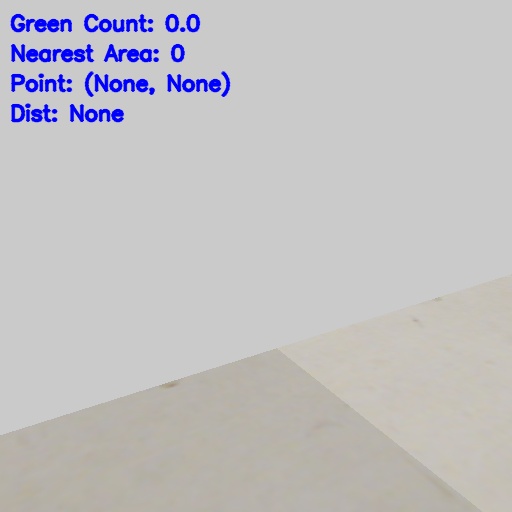 Green Count: 0.0
Nearest Area: 0
Point: (None, None)
Dist: None